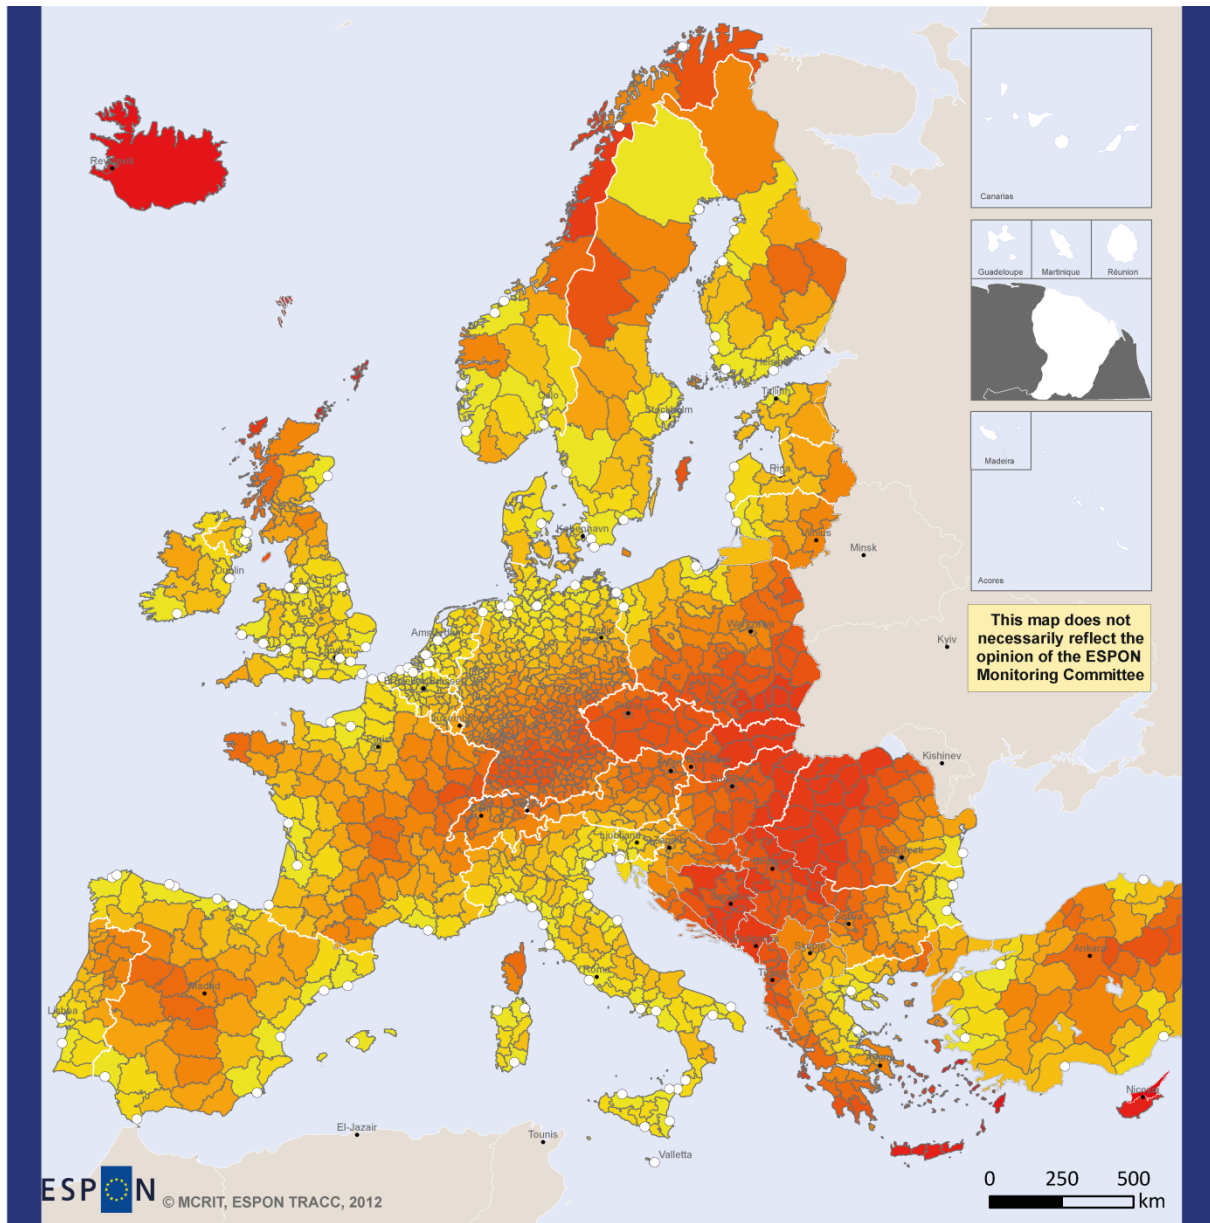 Canarias
Reykjavik
Guadeloupe
Martinique
Réunion
Oslo
Helsinki
Tallinn
Stockholm
Madeira
Riga
København
Vilnius
Minsk
Acores
Dublin
This map does not
necessarily reflect the
opinion of the ESPON
Monitoring Committee
Amsterdam
Berlin
Warszawa
London
Kyiv
Praha
Paris
Kishinev
Ljubljana
Zagreb
Bucuresti
Sofiya
Skopje
Ankara
Roma
Madrid
Lisboa
Nicosia
El-Jazair
Tounis
Valletta
0 250 500
km
ESPON
© MCRIT, ESPON TRACC, 2012